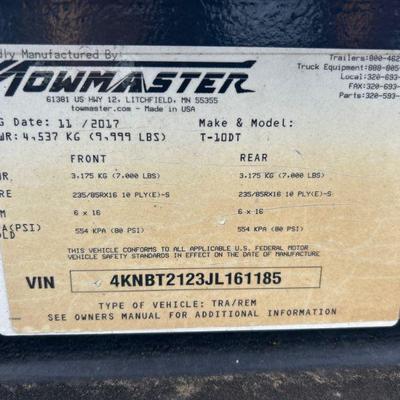 dly Manufactured By:
TOWMASTER
61381 US HWY 12, LITCHFIELD, MN 55355
towmaster.com - Made in USA
Trailers:800-462
Truck Equipment:888-005
Local:320-693
FAX:320-693-
Parts:320-593-
G Date: 11 /2017 Make & Model:
WR: 4,537 KG (9,999 LBS) T-10DT
FRONT REAR
R. 3,175 KG (7,000 LBS) 3,175 KG (7,000 LBS)
RE 235/85RX16 10 PLY(E)-S 235/85RX16 10 PLY(E)-S
M 6 x 16 6 x 16
A(PSI) 554 KPA (80 PSI) 554 KPA (80 PSI)
OLD
THIS VEHICLE CONFORMS TO ALL APPLICABLE U.S. FEDERAL MOTOR
VEHICLE SAFETY STANDARDS IN EFFECT ON THE DATE OF MANUFACTURE
VIN 4KNBT2123JL161185
TYPE OF VEHICLE: TRA/REM
SEE OWNERS MANUAL FOR ADDITIONAL INFORMATION